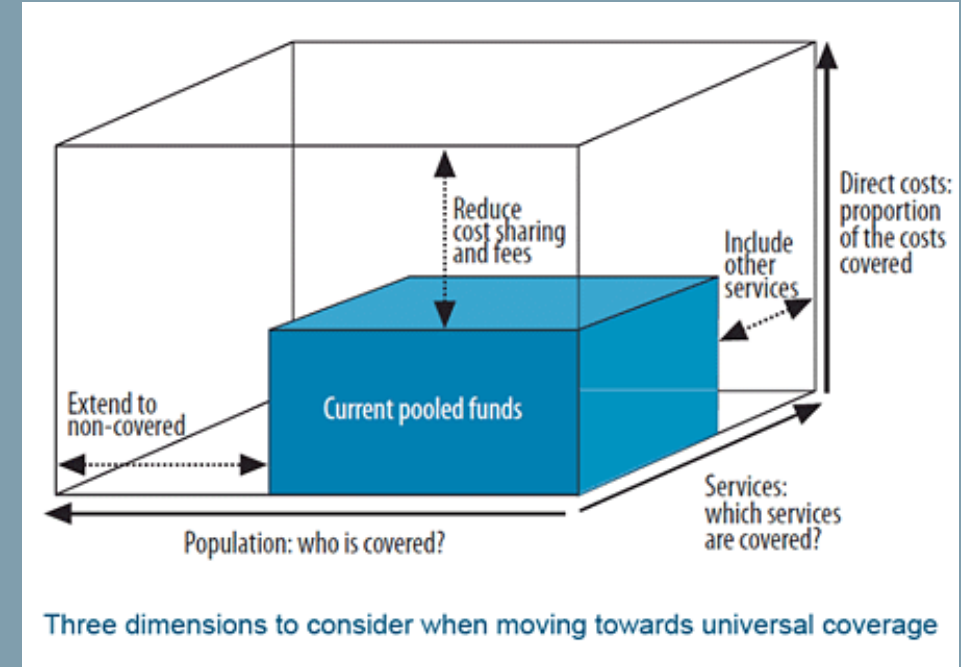 Reduce
cost sharing
and fees
Direct costs:
proportion
of the costs
covered
Include
other
services
Extend to
non-covered
Current pooled funds
Services:
which services
are covered?
Population: who is covered?
Three dimensions to consider when moving towards universal coverage